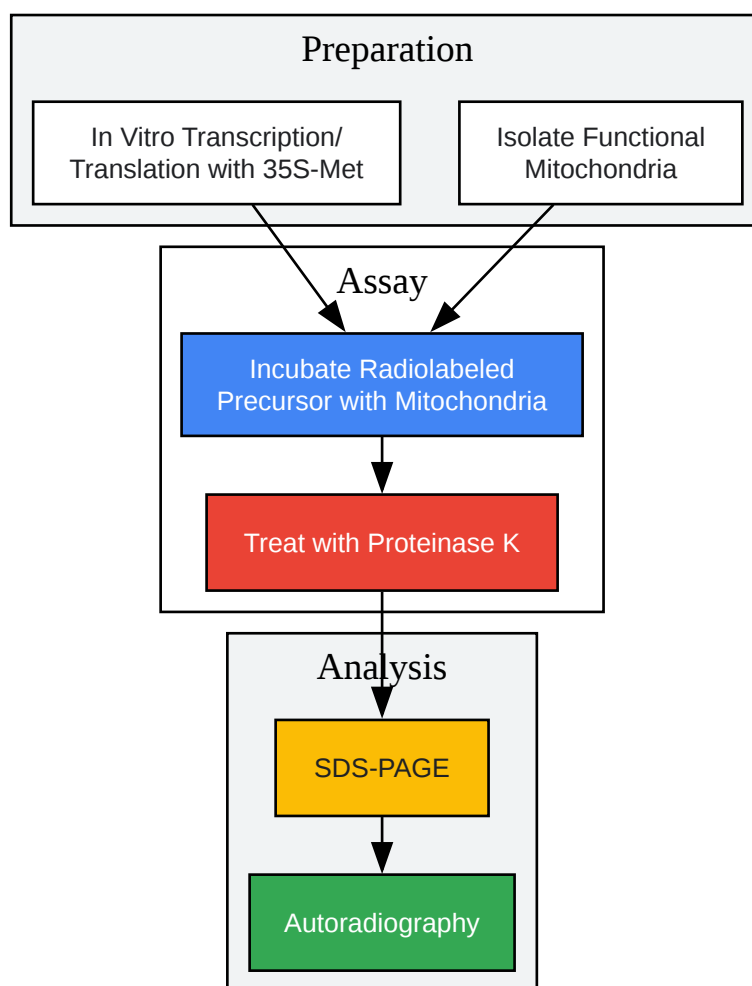 Preparation
In Vitro Transcription/
Translation with 35S-Met
Isolate Functional
Mitochondria
Assay
Incubate Radiolabeled
Precursor with Mitochondria
Treat with Proteinase K
Analysis
SDS-PAGE
Autoradiography